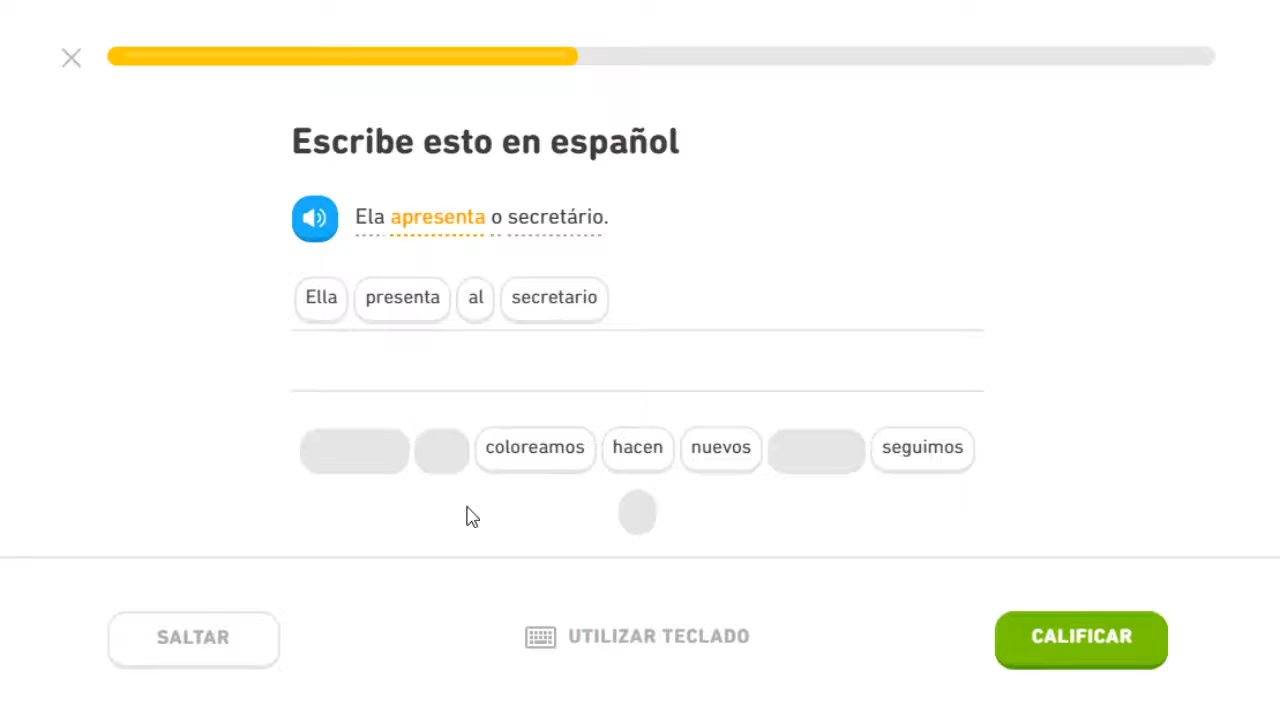 Escribe esto en español
Ela apresenta o secretário.
Ella presenta al secretario
coloreamos hacen nuevos seguimos
SALTAR UTILIZAR TECLADO CALIFICAR